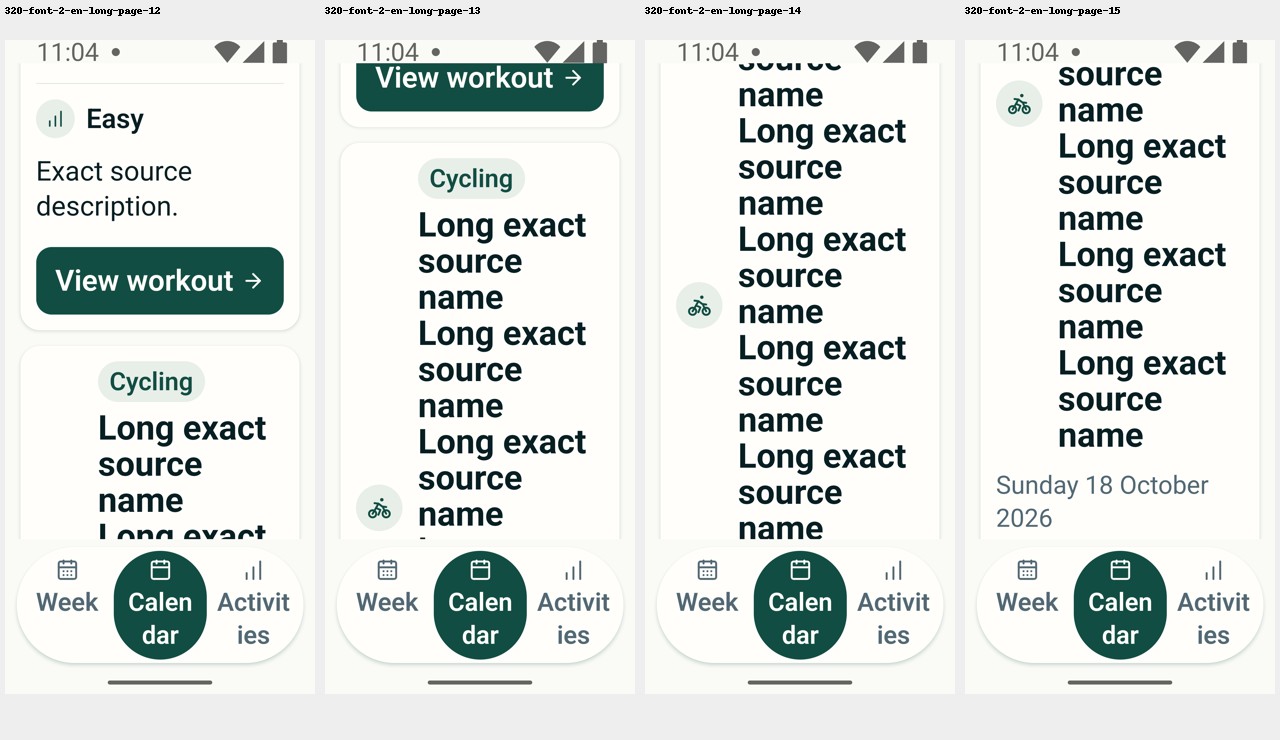 320-font-2-en-long-page-12
11:04
Easy
Exact source
description.
View workout →
Cycling
Long exact
source
name
Long exact
Week
Calen
dar
Activit
ies
320-font-2-en-long-page-13
11:04
View workout →
Cycling
Long exact
source
name
Long exact
source
name
Long exact
source
name
Week
Calen
dar
Activit
ies
320-font-2-en-long-page-14
11:04
source
name
Long exact
source
name
Long exact
source
name
Long exact
source
name
Long exact
source
name
Week
Calen
dar
Activit
ies
320-font-2-en-long-page-15
11:04
source
name
Long exact
source
name
Long exact
source
name
Long exact
source
name
Sunday 18 October
2026
Week
Calen
dar
Activit
ies